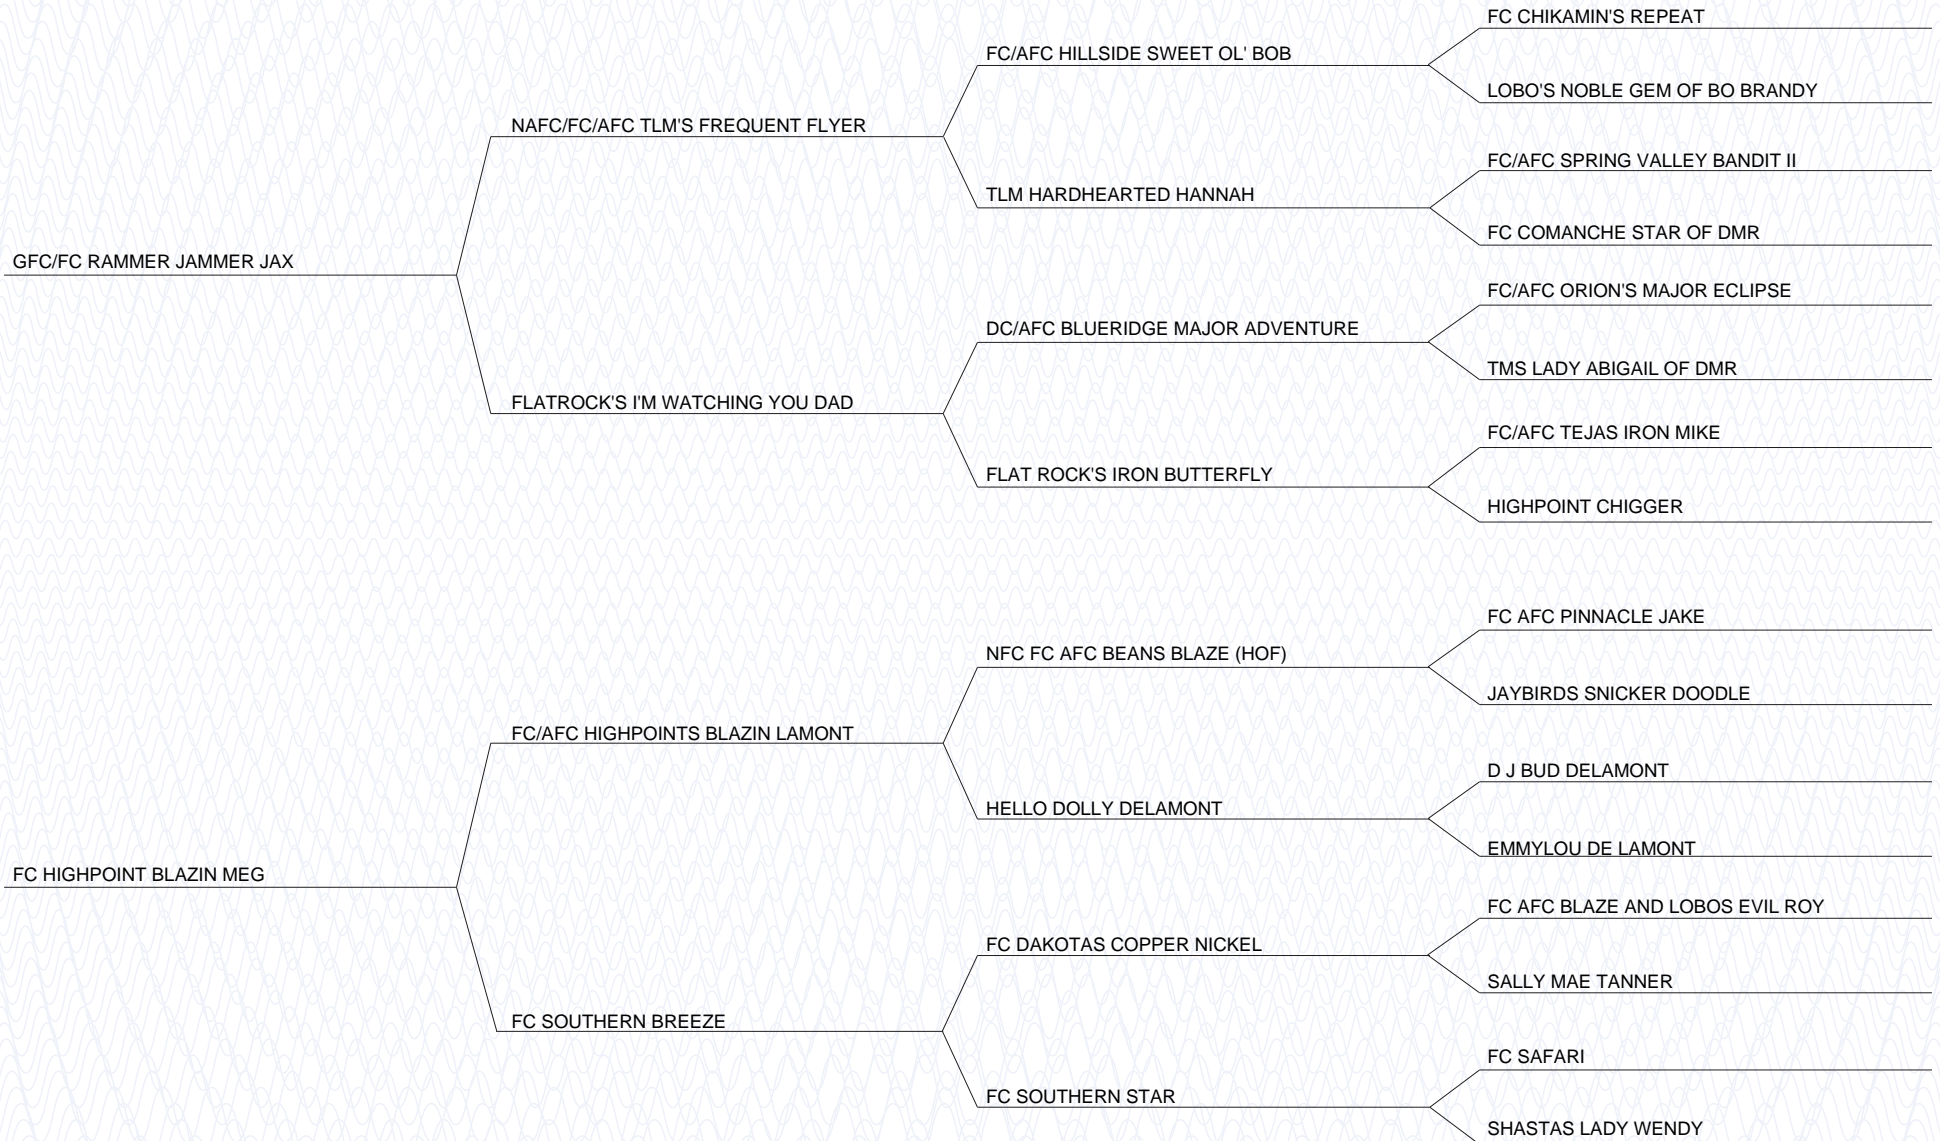 FC CHIKAMIN'S REPEAT
FC/AFC HILLSIDE SWEET OL' BOB
LOBO'S NOBLE GEM OF BO BRANDY
NAFC/FC/AFC TLM'S FREQUENT FLYER
FC/AFC SPRING VALLEY BANDIT II
TLM HARDHEARTED HANNAH
FC COMANCHE STAR OF DMR
GFC/FC RAMMER JAMMER JAX
FC/AFC ORION'S MAJOR ECLIPSE
DC/AFC BLUERIDGE MAJOR ADVENTURE
TMS LADY ABIGAIL OF DMR
FLATROCK'S I'M WATCHING YOU DAD
FC/AFC TEJAS IRON MIKE
FLAT ROCK'S IRON BUTTERFLY
HIGHPOINT CHIGGER
FC AFC PINNACLE JAKE
NFC FC AFC BEANS BLAZE (HOF)
JAYBIRDS SNICKER DOODLE
FC/AFC HIGHPOINTS BLAZIN LAMONT
D J BUD DELAMONT
HELLO DOLLY DELAMONT
EMMYLOU DE LAMONT
FC HIGHPOINT BLAZIN MEG
FC AFC BLAZE AND LOBOS EVIL ROY
FC DAKOTAS COPPER NICKEL
SALLY MAE TANNER
FC SOUTHERN BREEZE
FC SAFARI
FC SOUTHERN STAR
SHASTAS LADY WENDY